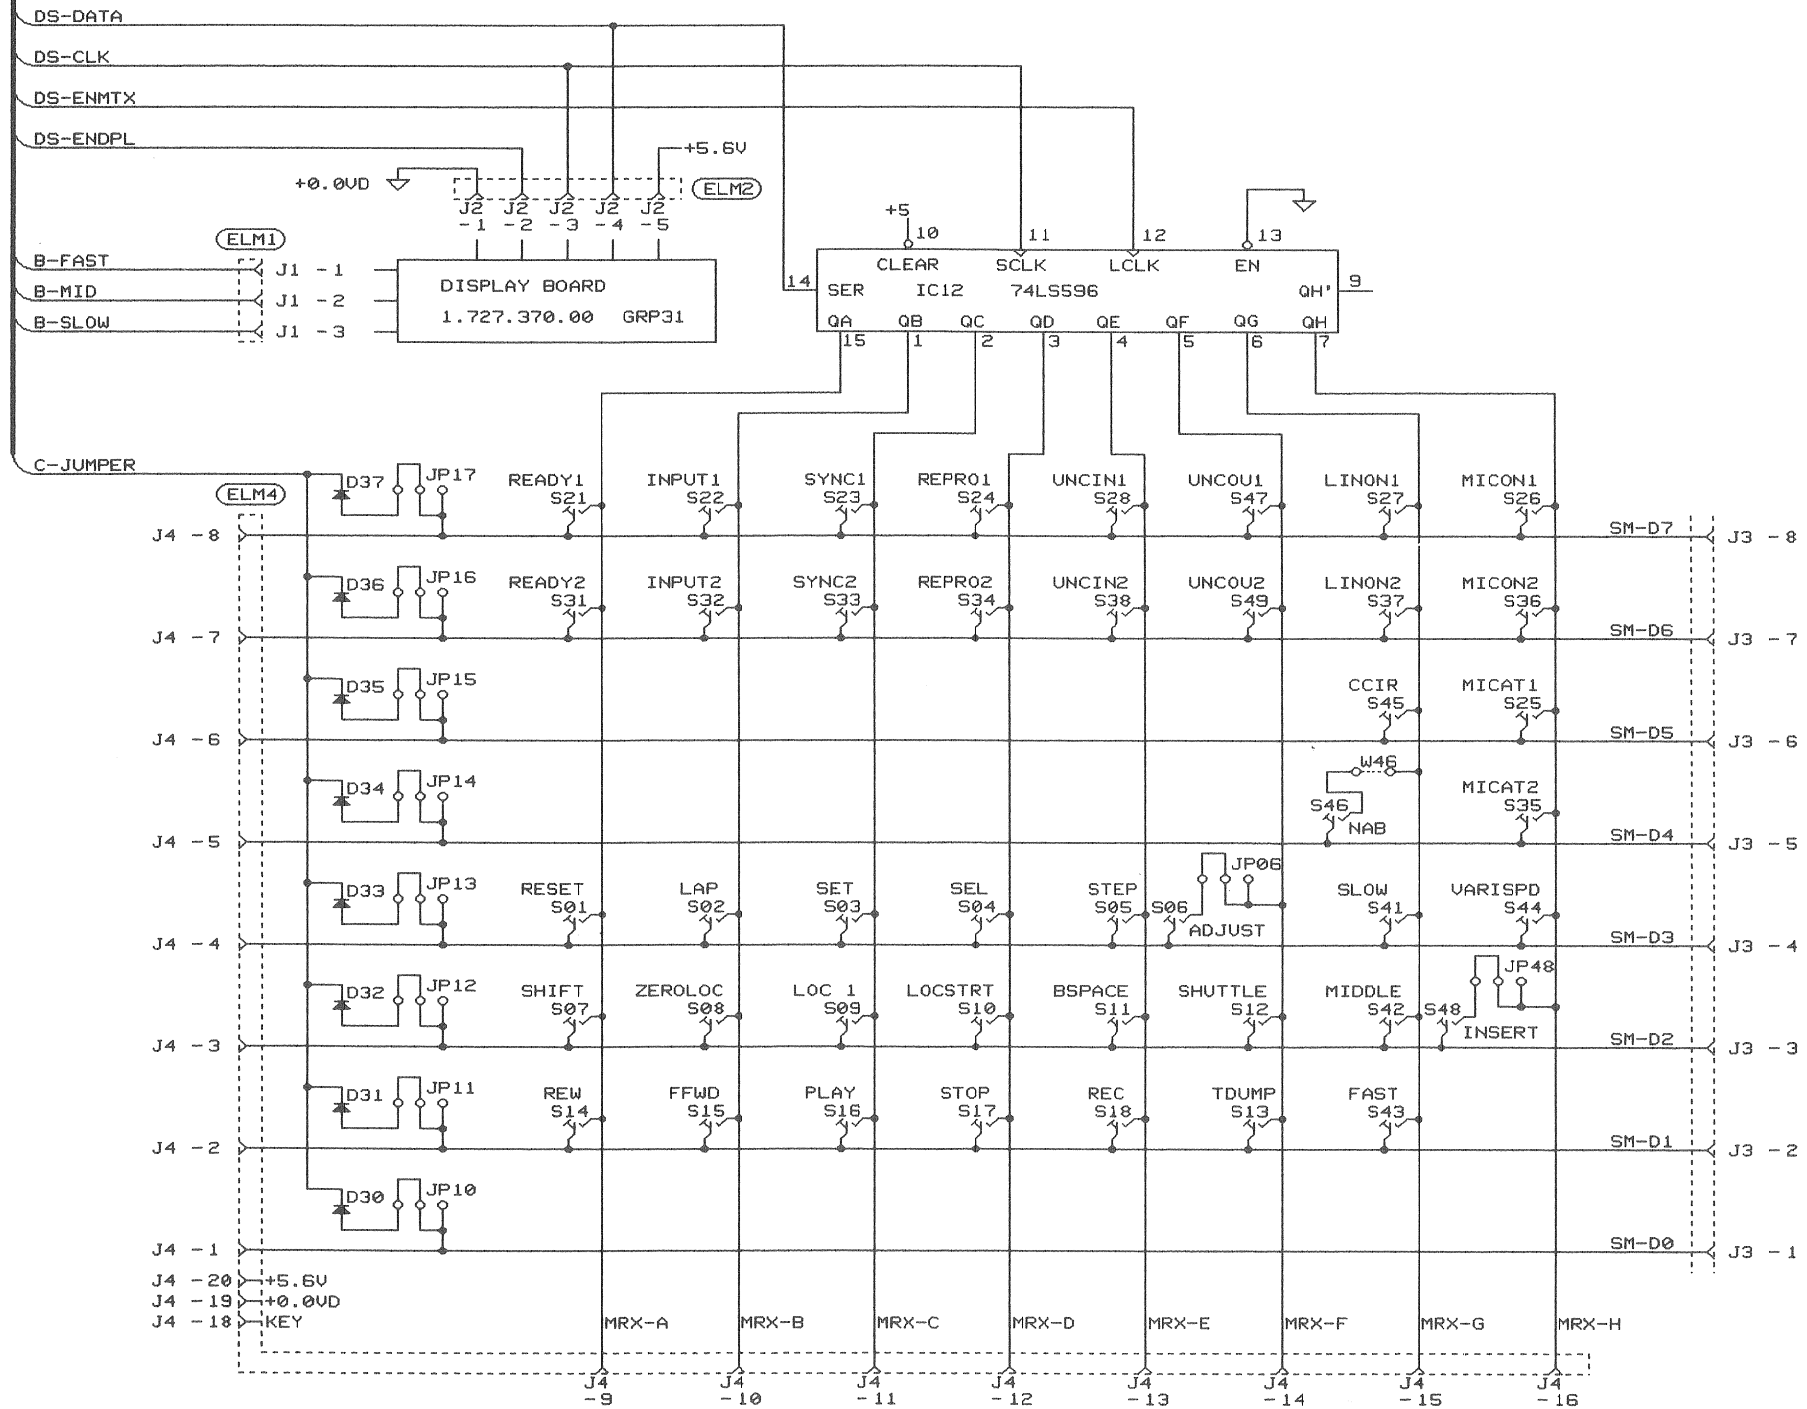 DS-DATA
DS-CLK
DS-ENMTX
DS-ENDPL
+5.6V
+0.0VD
ELM2
J2 J2 J2 J2 J2
-1 -2 -3 -4 -5
+5
10 11 12 13
ELM1
B-FAST J1 -1
B-MID J1 -2
B-SLOW J1 -3
DISPLAY BOARD
1.727.370.00 GRP31
CLEAR SCLK LCLK EN
14 SER IC12 74LS596 QH' 9
QA QB QC QD QE QF QG QH
15 1 2 3 4 5 6 7
C-JUMPER
ELM4
D37 JP17
READY1 INPUT1 SYNC1 REPRO1 UNCIN1 UNCOU1 LINON1 MICON1
S21 S22 S23 S24 S28 S47 S27 S26
J4 -8 SM-D7 J3 -8
D36 JP16
READY2 INPUT2 SYNC2 REPRO2 UNCIN2 UNCOU2 LINON2 MICON2
S31 S32 S33 S34 S38 S49 S37 S36
J4 -7 SM-D6 J3 -7
D35 JP15
CCIR MICAT1
S45 S25
J4 -6 SM-D5 J3 -6
W46
D34 JP14
MICAT2
S46 S35
NAB
J4 -5 SM-D4 J3 -5
JP06
D33 JP13
RESET LAP SET SEL STEP SLOW VARISPD
S01 S02 S03 S04 S05 S06 S41 S44
ADJUST
J4 -4 SM-D3 J3 -4
JP48
D32 JP12
SHIFT ZEROLOC LOC 1 LOCSTRT BSPACE SHUTTLE MIDDLE
S07 S08 S09 S10 S11 S12 S42 S48
INSERT
J4 -3 SM-D2 J3 -3
D31 JP11
REW FFWD PLAY STOP REC TDUMP FAST
S14 S15 S16 S17 S18 S13 S43
J4 -2 SM-D1 J3 -2
D30 JP10
J4 -1 SM-D0 J3 -1
J4 -20 +5.6V
J4 -19 +0.0VD
J4 -18 KEY
MRX-A MRX-B MRX-C MRX-D MRX-E MRX-F MRX-G MRX-H
J4 J4 J4 J4 J4 J4 J4 J4
-9 -10 -11 -12 -13 -14 -15 -16